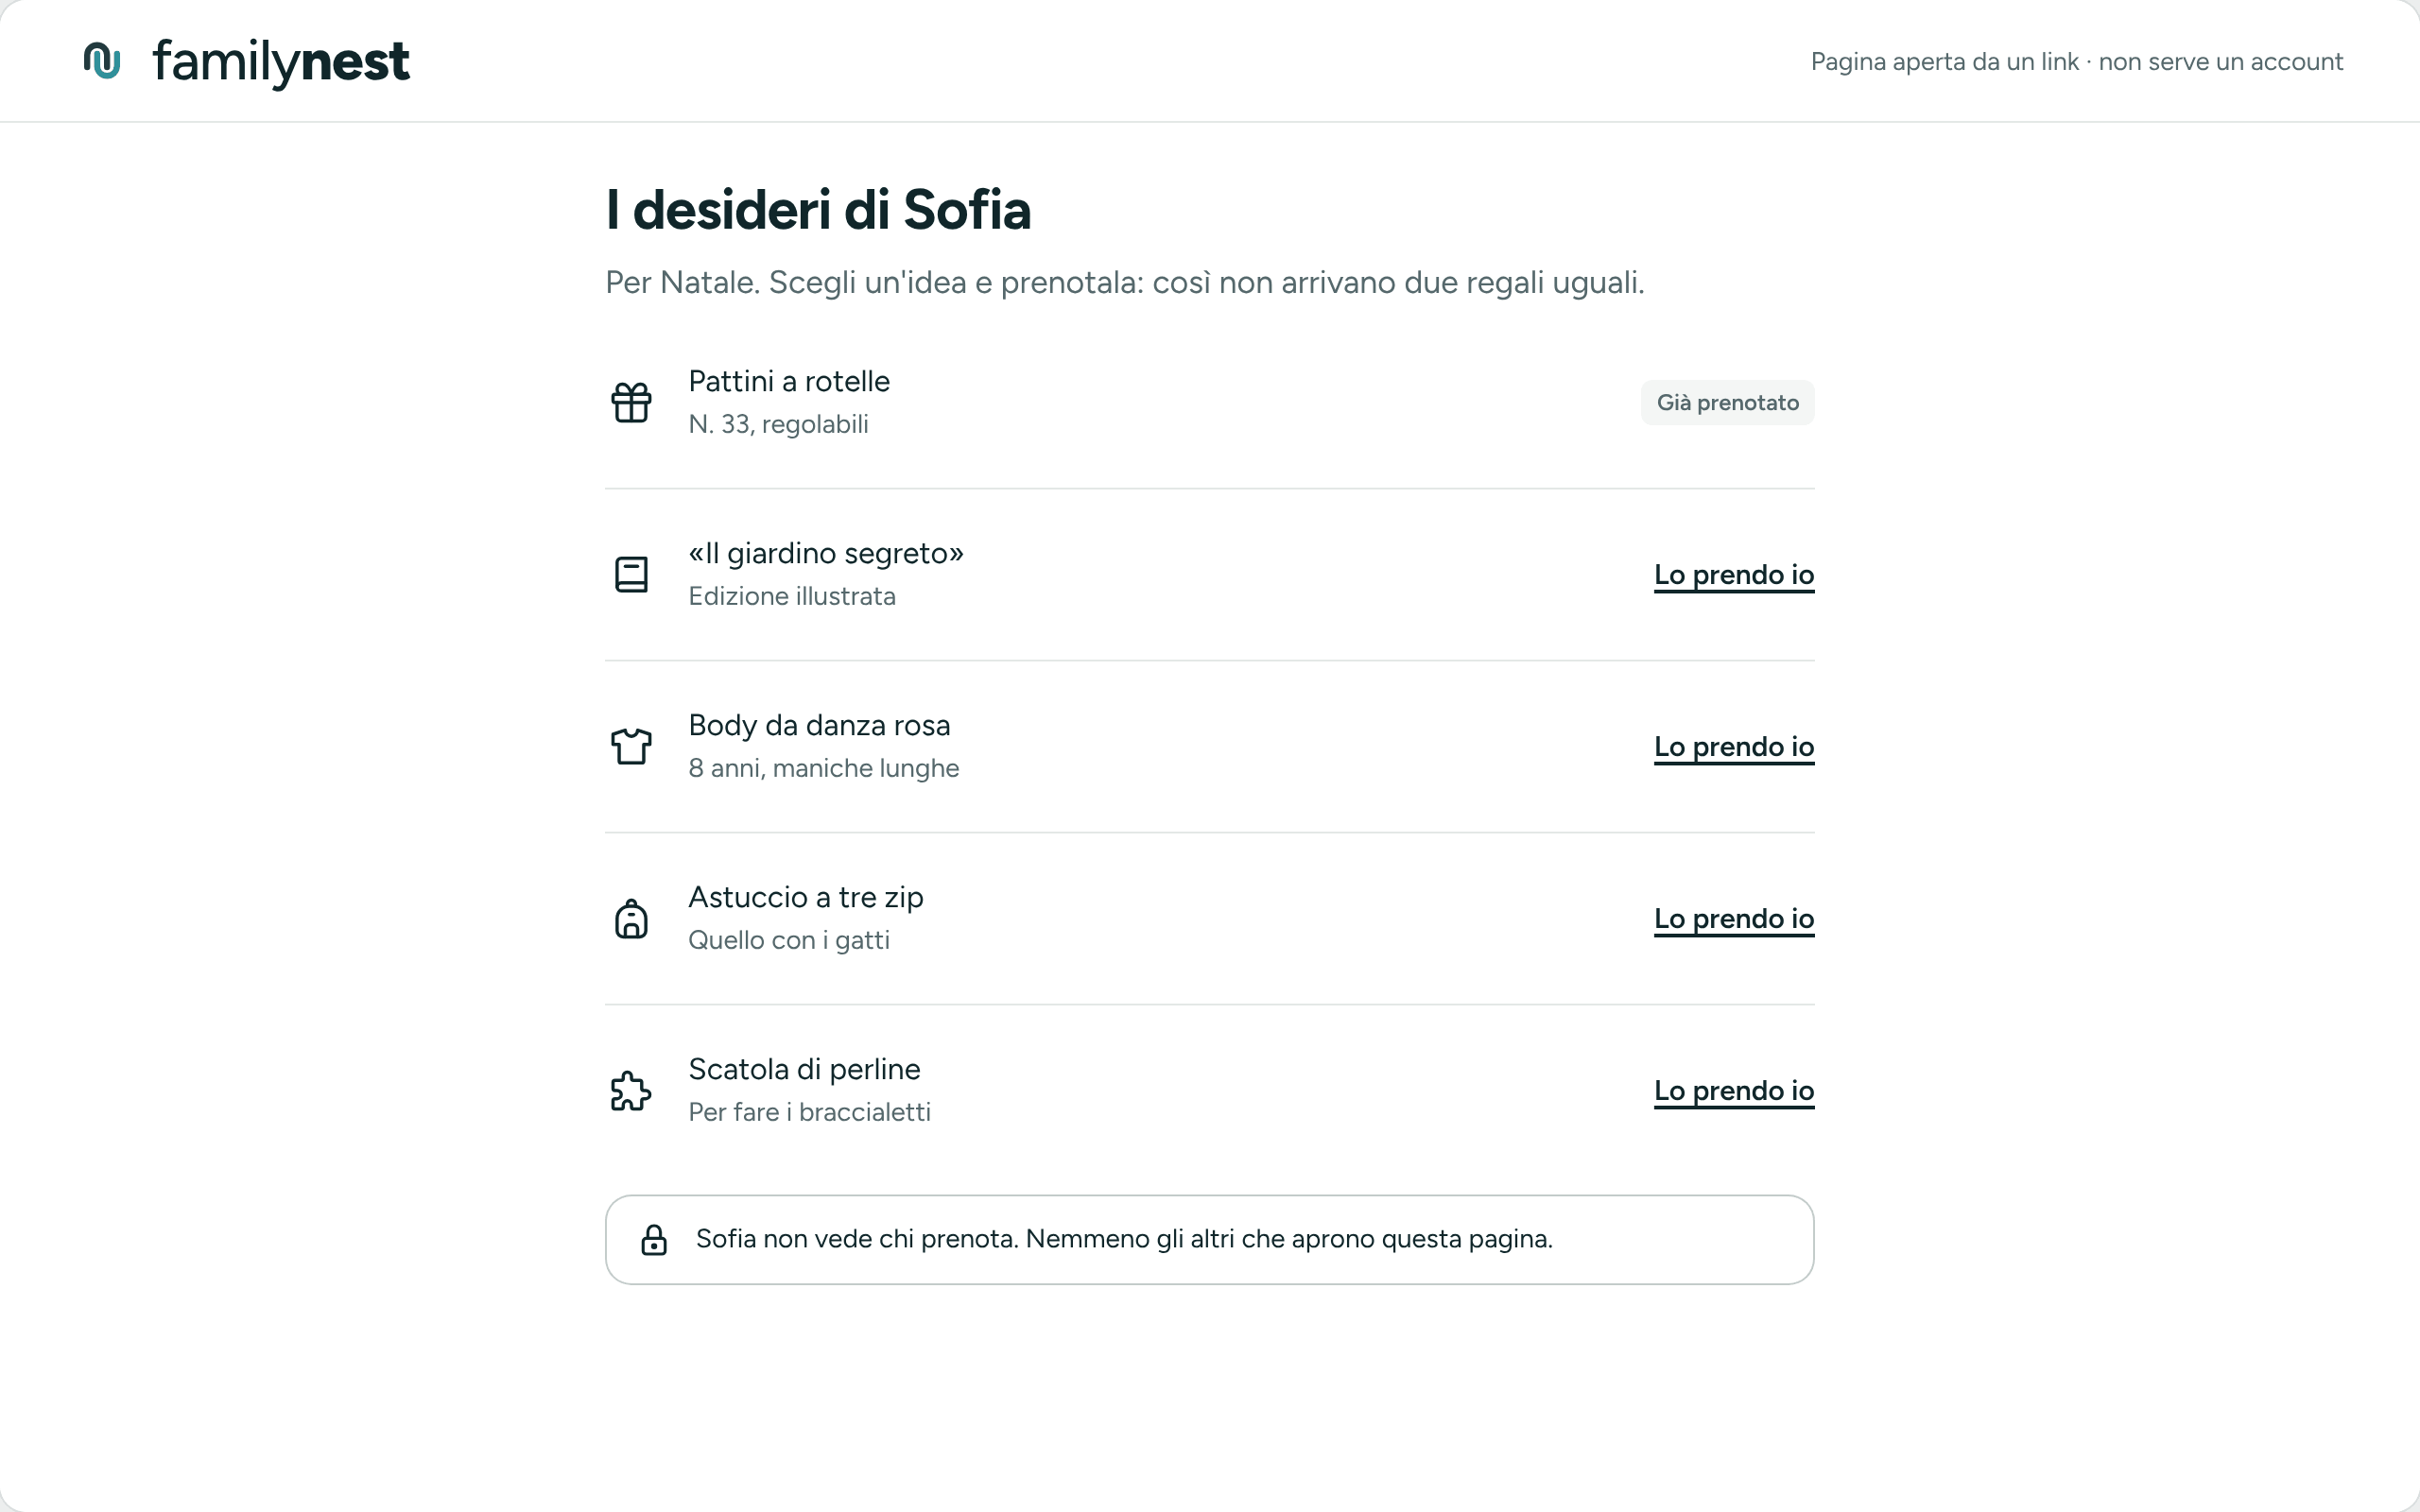 familynest
Pagina aperta da un link · non serve un account
I desideri di Sofia
Per Natale. Scegli un'idea e prenotala: così non arrivano due regali uguali.
Pattini a rotelle
N. 33, regolabili
Già prenotato
«Il giardino segreto»
Edizione illustrata
Lo prendo io
Body da danza rosa
8 anni, maniche lunghe
Lo prendo io
Astuccio a tre zip
Quello con i gatti
Lo prendo io
Scatola di perline
Per fare i braccialetti
Lo prendo io
Sofia non vede chi prenota. Nemmeno gli altri che aprono questa pagina.